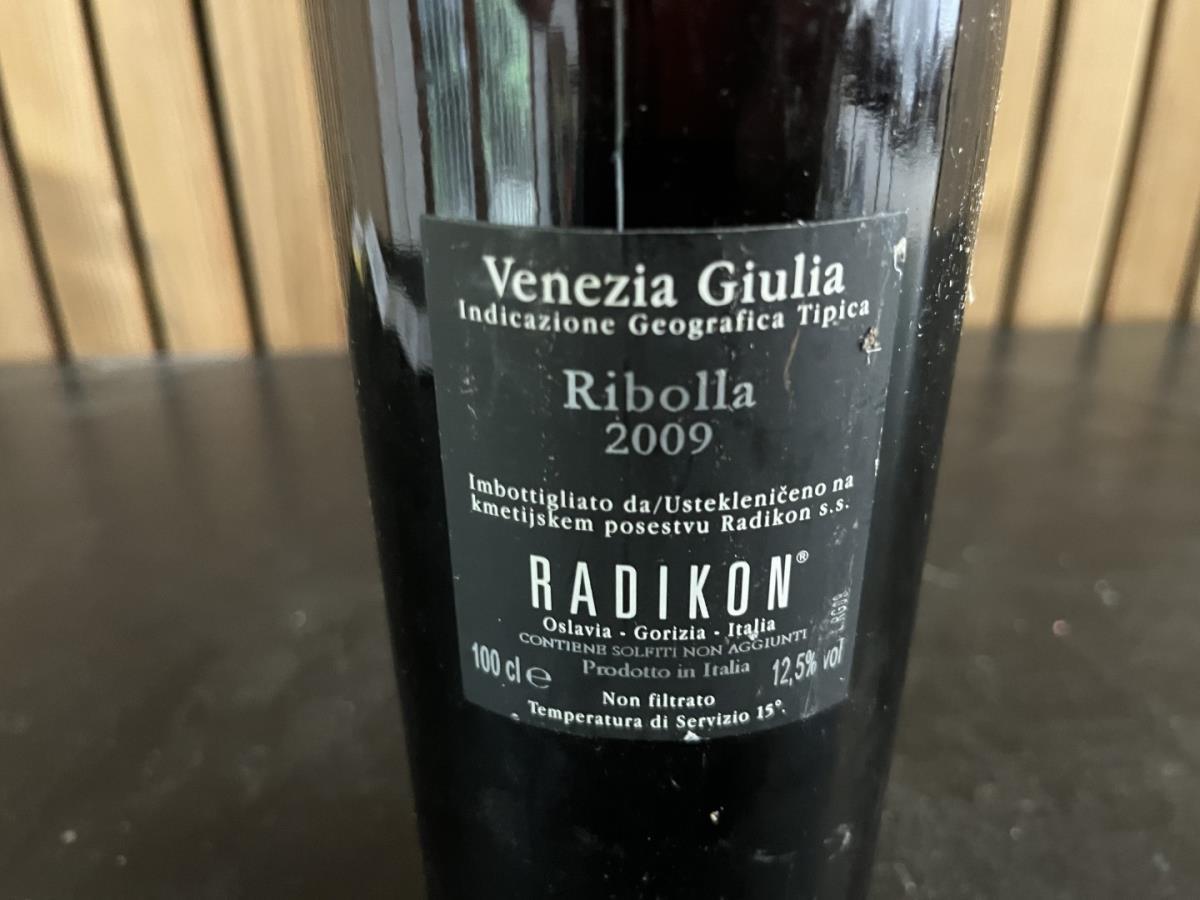 Venezia Giulia
Indicazione Geografica Tipica
Ribolla
2009
Imbottigliato da/Ustekleničeno na
kmetijskem posestvu Radikon s.s.
RADIKON®
Oslavia - Gorizia - Italia
CONTIENE SOLFITI NON AGGIUNTI
100 cl e Prodotto in Italia 12,5% vol
Non filtrato
Temperatura di Servizio 15°.